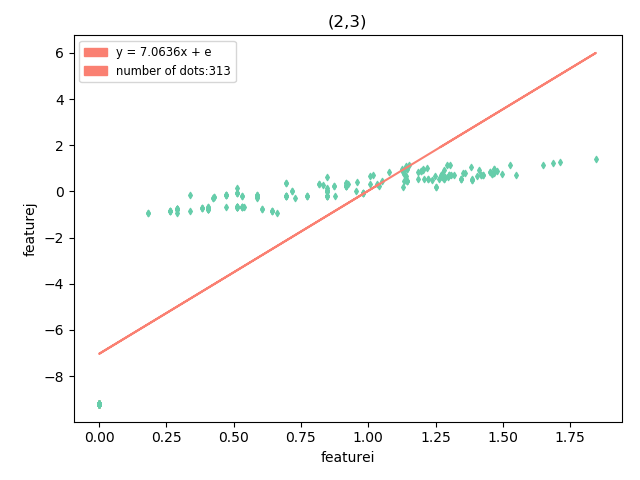 (2,3)
y = 7.0636x + e
number of dots:313
6
4
2
0
−2
−4
−6
−8
featurej
0.00 0.25 0.50 0.75 1.00 1.25 1.50 1.75
featurei